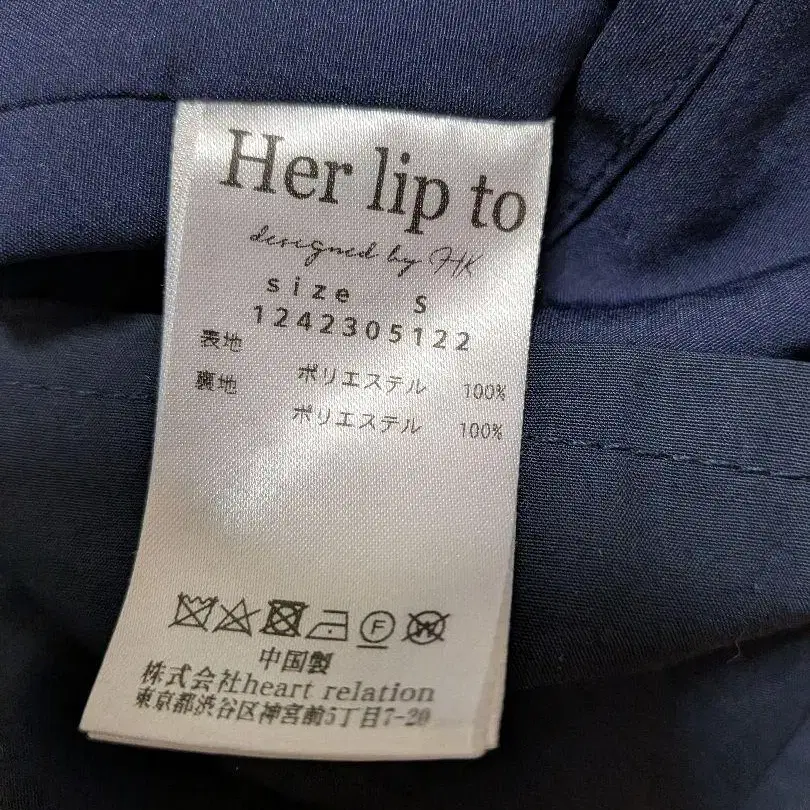 Her lip to
designed by HK
size S
1242305122
表地
ポリエステル 100%
裏地
ポリエステル 100%
F
W
中国製
株式会社heart relation
東京都渋谷区神宮前5丁目7-20